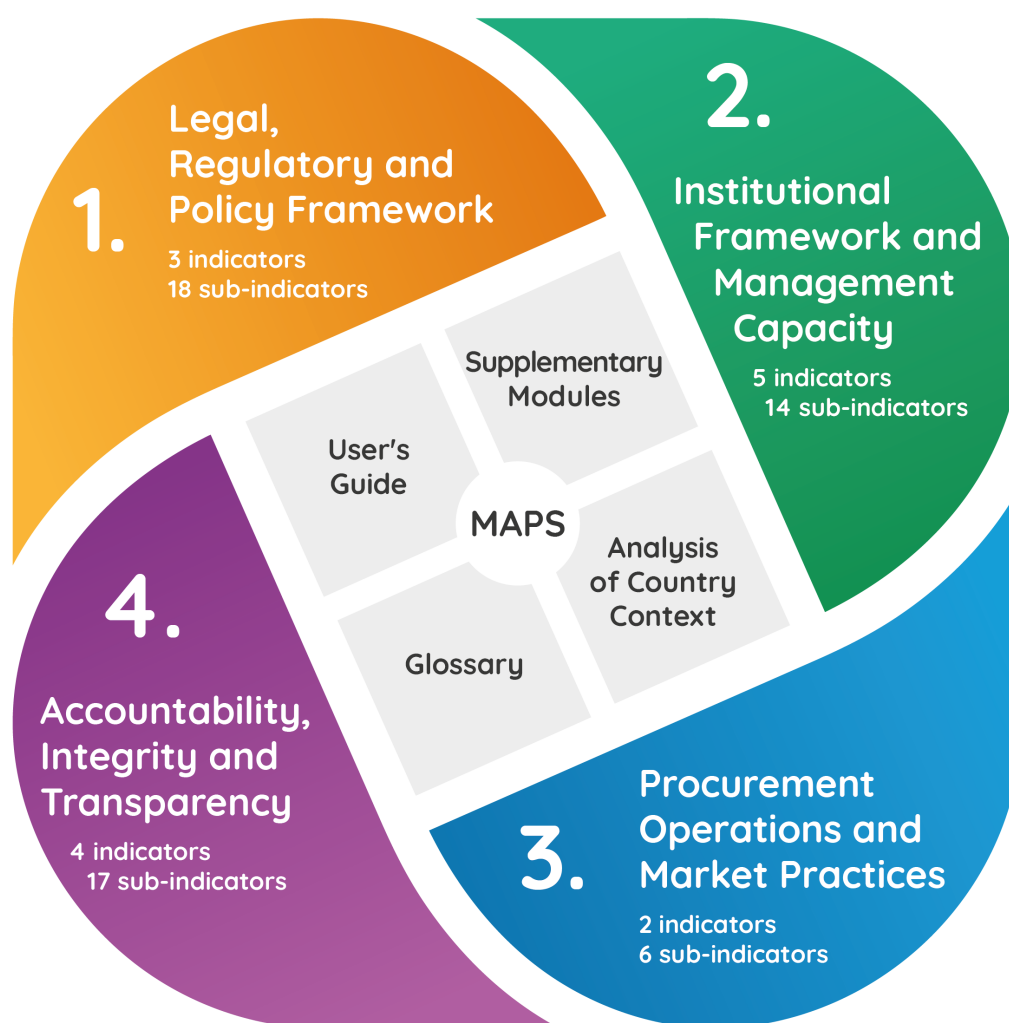 1.
Legal,
Regulatory and
Policy Framework
3 indicators
18 sub-indicators
2.
Institutional
Framework and
Management
Capacity
5 indicators
14 sub-indicators
Supplementary
Modules
User's
Guide
MAPS
Analysis
of Country
Context
Glossary
4.
Accountability,
Integrity and
Transparency
4 indicators
17 sub-indicators
3.
Procurement
Operations and
Market Practices
2 indicators
6 sub-indicators